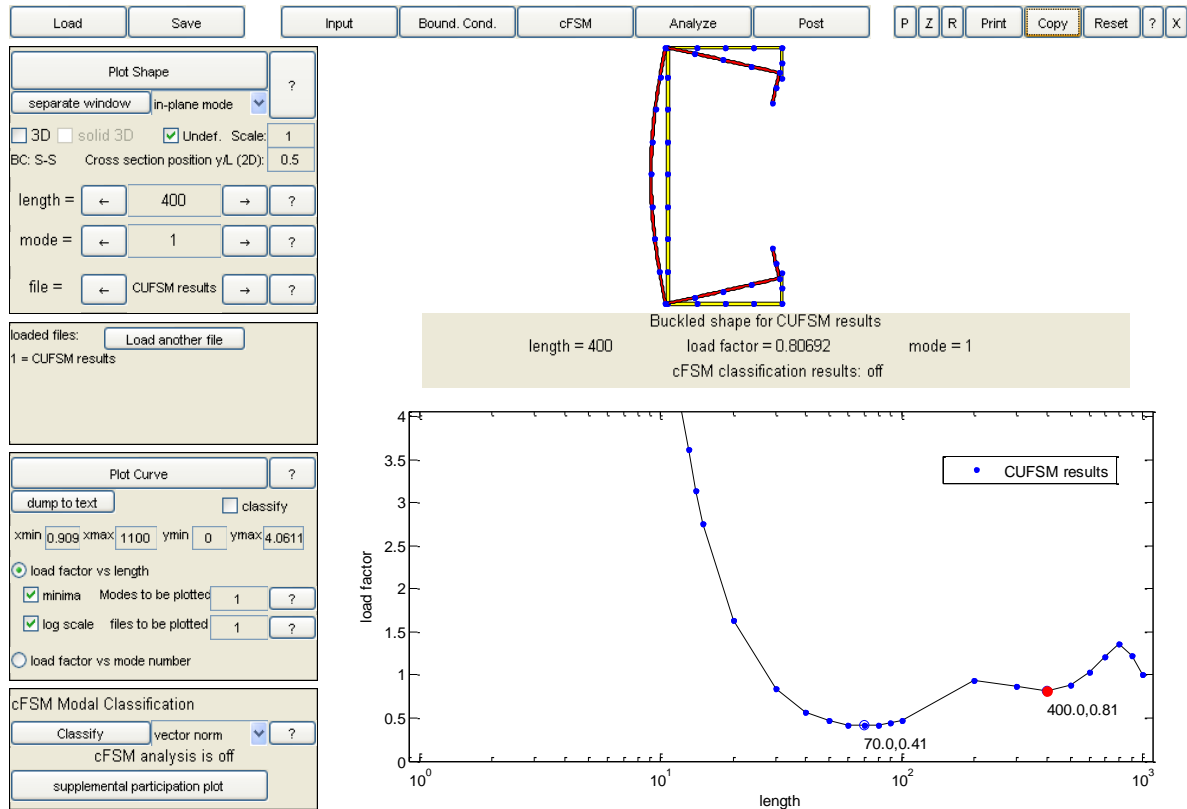 Load Save Input Bound. Cond. cFSM Analyze Post P Z R Print Copy Reset ? X
Plot Shape ?
separate window in-plane mode
3D solid 3D Undef. Scale: 1
BC: S-S Cross section position y/L (2D): 0.5
length = ← 400 → ?
mode = ← 1 → ?
file = ← CUFSM results → ?
loaded files: Load another file
1 = CUFSM results
Plot Curve ?
dump to text classify
xmin 0.909 xmax 1100 ymin 0 ymax 4.0611
load factor vs length
minima Modes to be plotted 1 ?
log scale files to be plotted 1 ?
load factor vs mode number
cFSM Modal Classification
Classify vector norm ?
cFSM analysis is off
supplemental participation plot
Buckled shape for CUFSM results
length = 400 load factor = 0.80692 mode = 1
cFSM classification results: off
4
3.5
3
2.5
2
1.5
1
0.5
0
load factor
CUFSM results
400.0,0.81
70.0,0.41
10^0 10^1 10^2 10^3
length